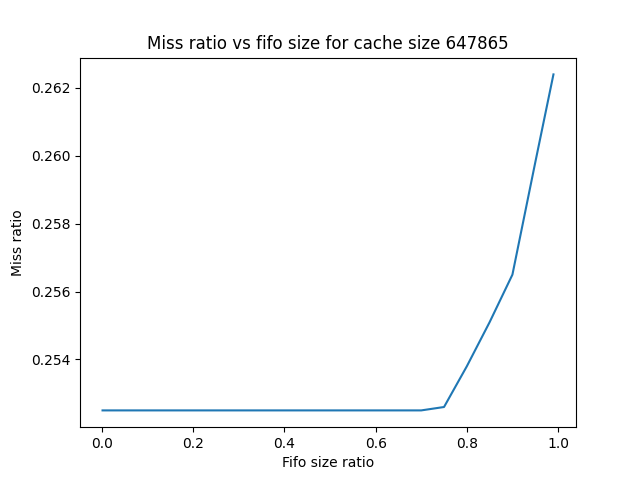 Miss ratio vs fifo size for cache size 647865
0.262
0.260
0.258
0.256
0.254
Miss ratio
0.0 0.2 0.4 0.6 0.8 1.0
Fifo size ratio